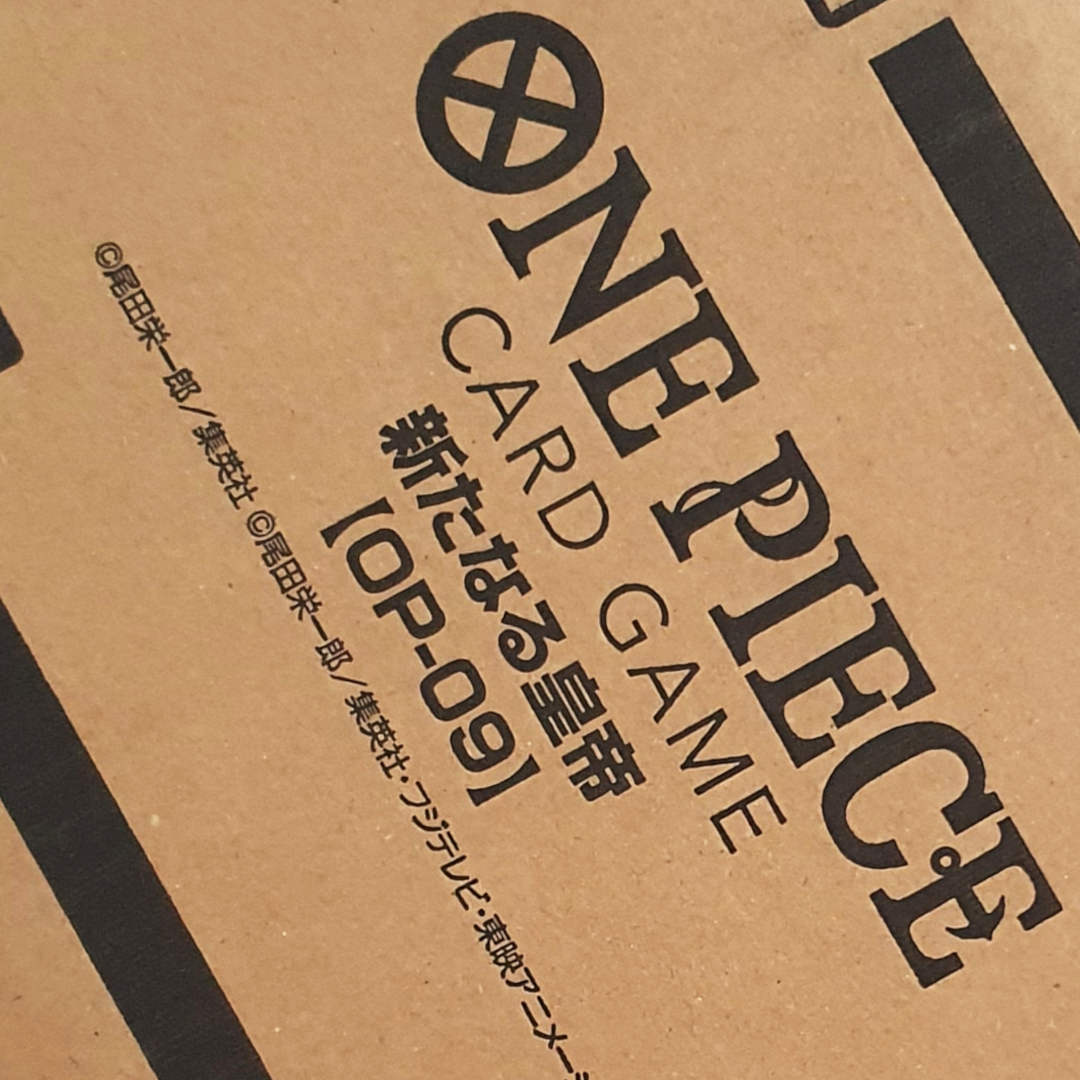 ONE PIECE
CARD GAME
新たなる皇帝
【OP-09】
©尾田栄一郎/集英社 ©尾田栄一郎/集英社・フジテレビ・東映アニメー